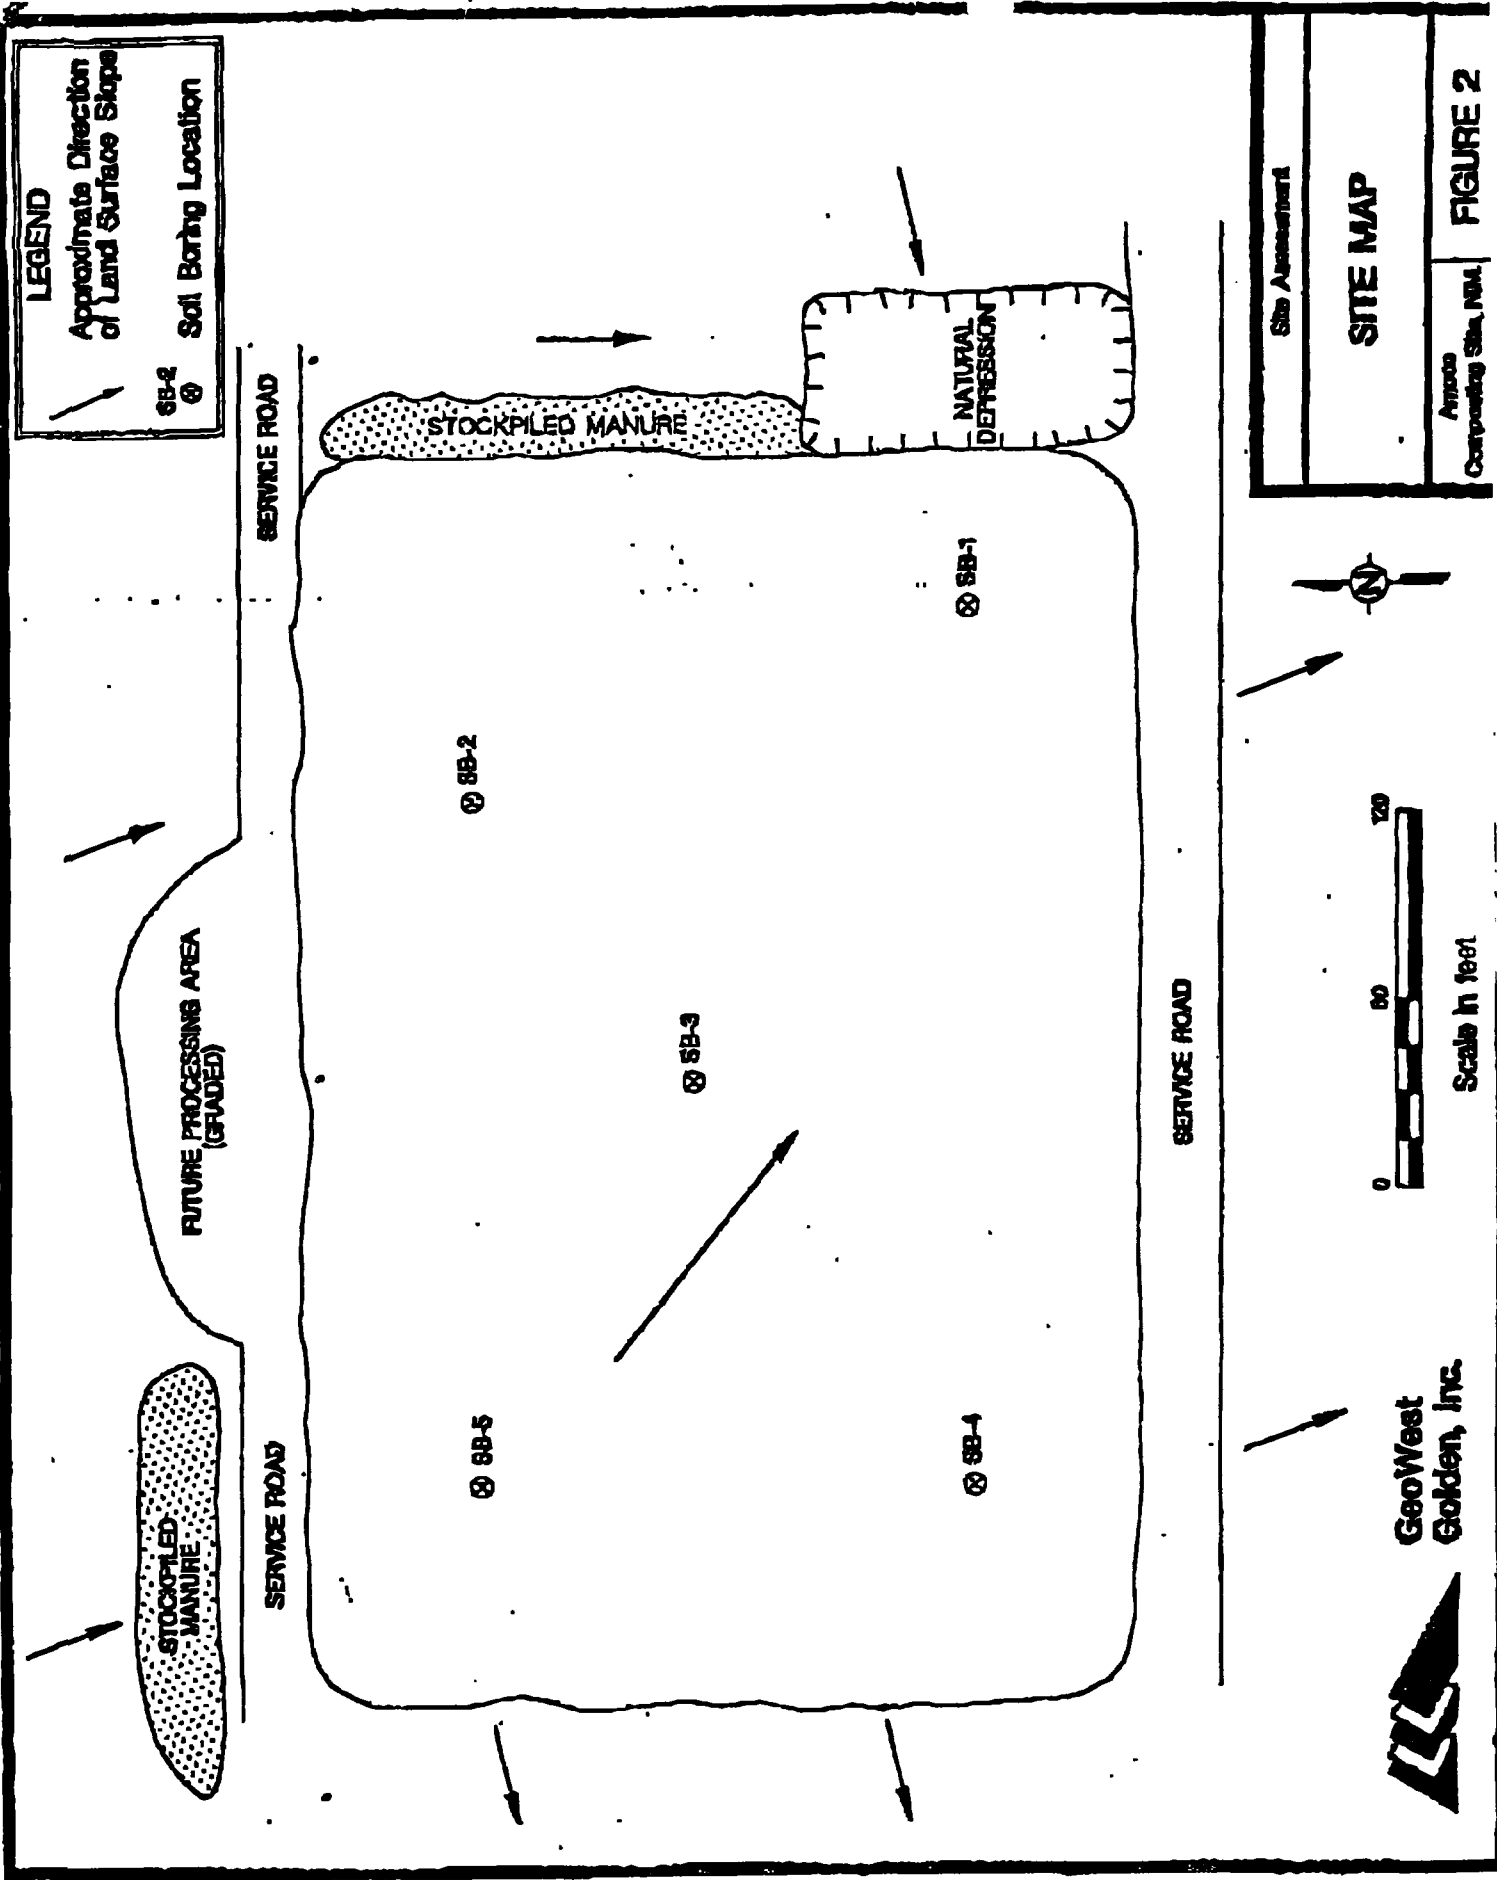 LEGEND
Approximate Direction
of Land Surface Slope
SB-2
Soil Boring Location
STOCKPILED
MANURE
FUTURE PROCESSING AREA
(GRADED)
SERVICE ROAD
SERVICE ROAD
SB-5
SB-2
STOCKPILED MANURE
SB-3
SB-4
SB-1
NATURAL
DEPRESSION
SERVICE ROAD
GeoWest
Golden, Inc.
0
60
120
Scale in feet
N
Site Assessment
SITE MAP
Composting Site, N.M.
FIGURE 2